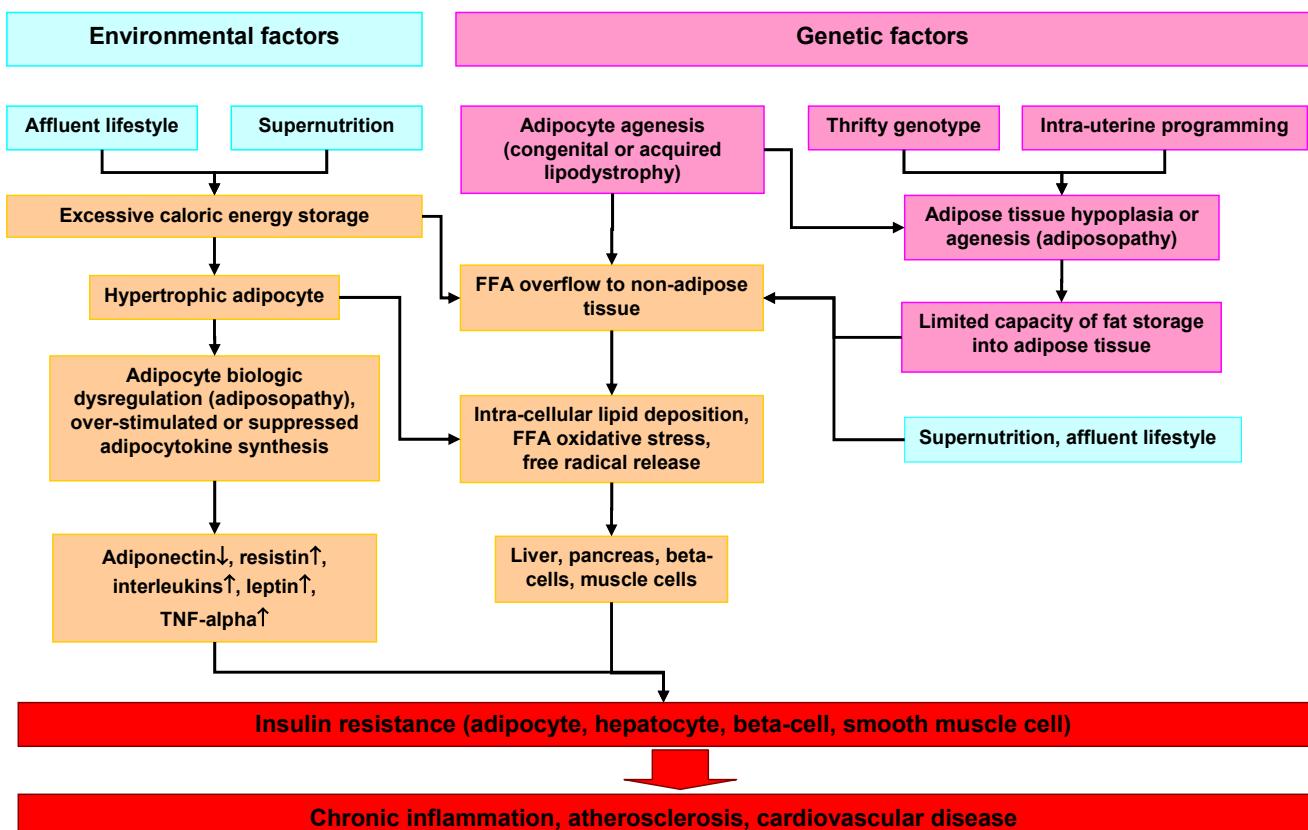 Environmental factors
Genetic factors
Affluent lifestyle
Supernutrition
Adipocyte agenesis
(congenital or acquired
lipodystrophy)
Thrifty genotype
Intra-uterine programming
Excessive caloric energy storage
Adipose tissue hypoplasia or
agenesis (adiposopathy)
Hypertrophic adipocyte
FFA overflow to non-adipose
tissue
Limited capacity of fat storage
into adipose tissue
Adipocyte biologic
dysregulation (adiposopathy),
over-stimulated or suppressed
adipocytokine synthesis
Intra-cellular lipid deposition,
FFA oxidative stress,
free radical release
Supernutrition, affluent lifestyle
Adiponectin↓, resistin↑,
interleukins↑, leptin↑,
TNF-alpha↑
Liver, pancreas, beta-
cells, muscle cells
Insulin resistance (adipocyte, hepatocyte, beta-cell, smooth muscle cell)
Chronic inflammation, atherosclerosis, cardiovascular disease